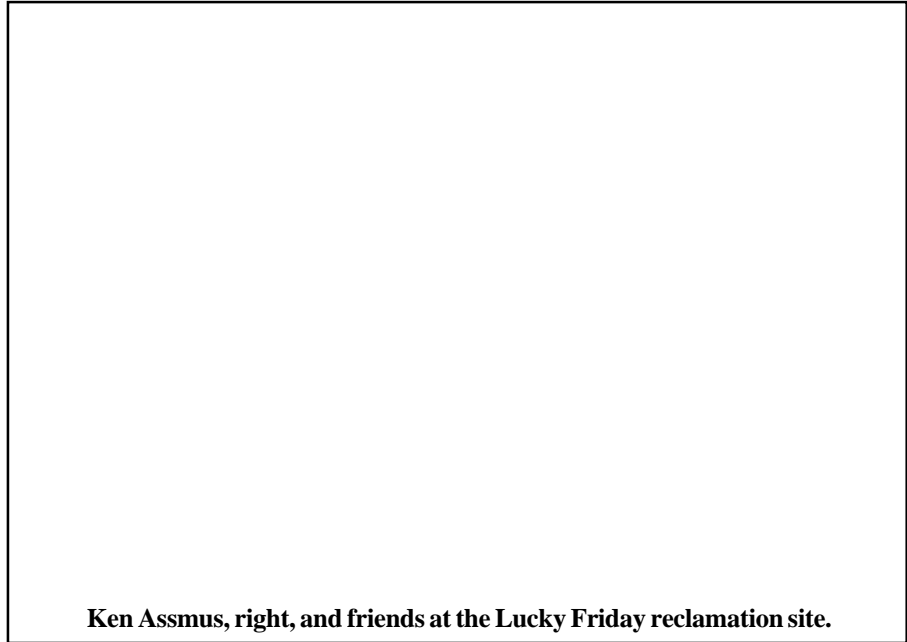 Ken Assmus, right, and friends at the Lucky Friday reclamation site.